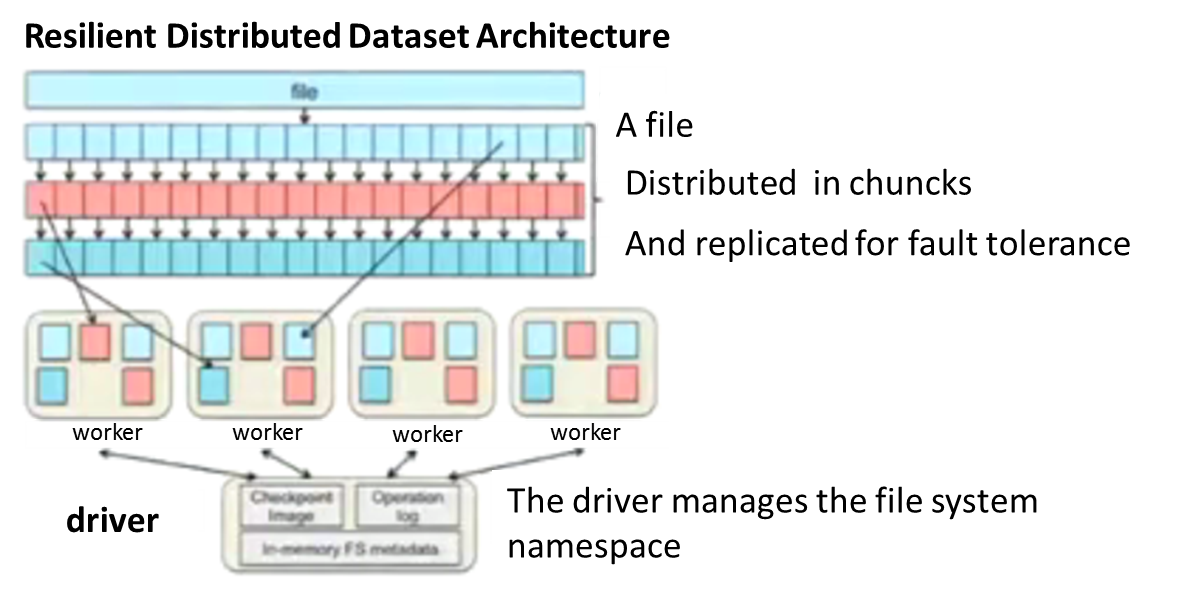 Resilient Distributed Dataset Architecture
file
A file
Distributed in chuncks
And replicated for fault tolerance
worker
worker
worker
worker
driver
Checkpoint
Image
Operation
log
In-memory FS metadata
The driver manages the file system
namespace